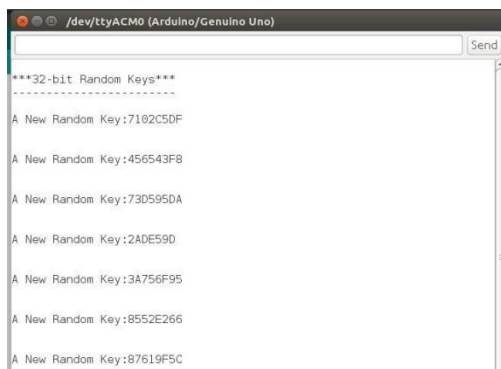 /dev/ttyACM0 (Arduino/Genuino Uno)
Send
***32-bit Random Keys***
------------------------
A New Random Key:7102C5DF
A New Random Key:456543F8
A New Random Key:73D595DA
A New Random Key:2ADE59D
A New Random Key:3A756F95
A New Random Key:8552E266
A New Random Key:87619F5C